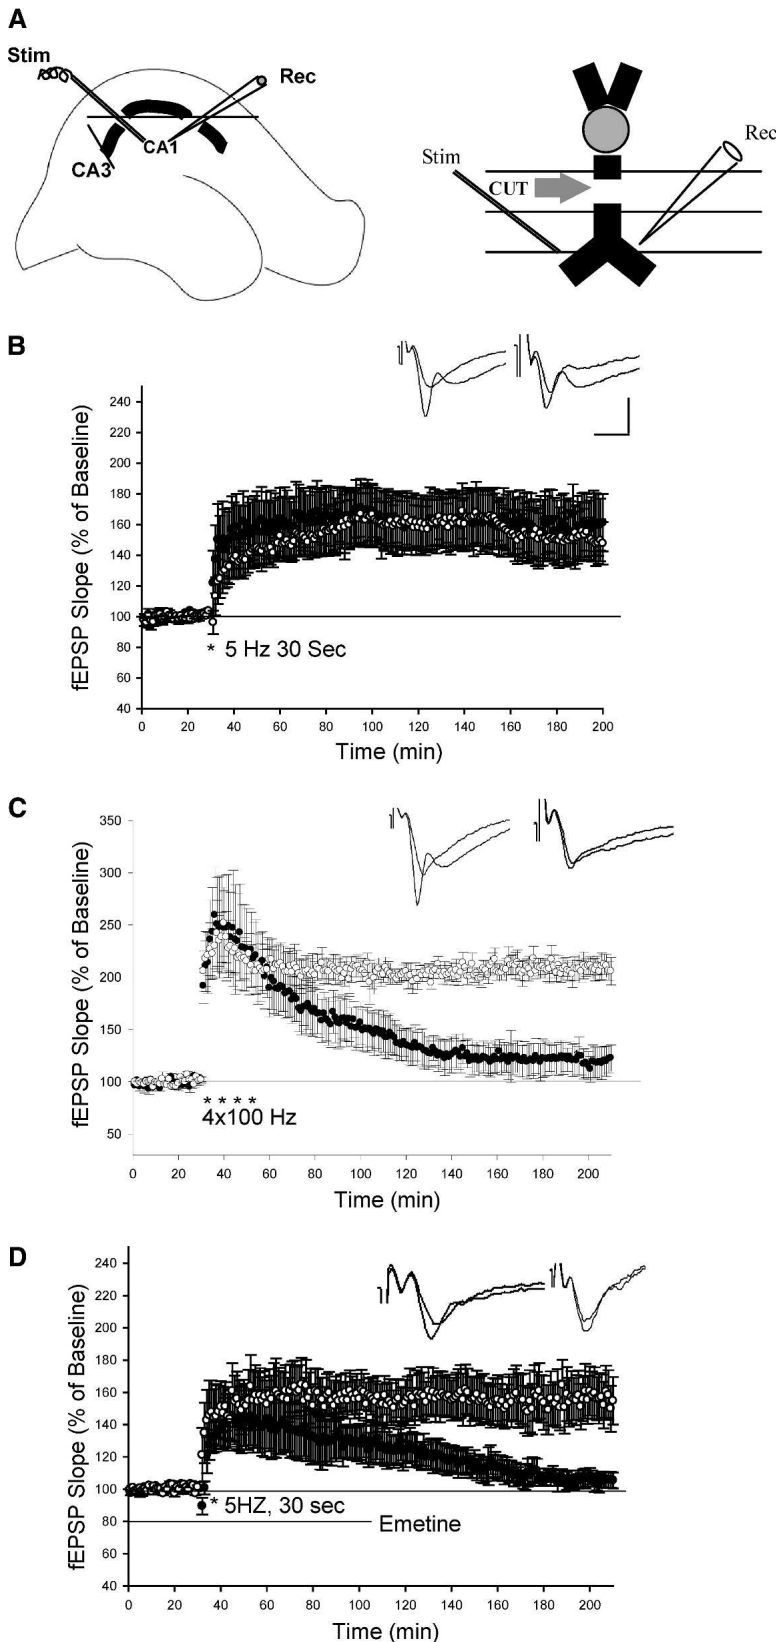 A
Stim
Rec
CA1
CA3
Stim
Rec
CUT
B
fEPSP Slope (% of Baseline)
240
220
200
180
160
140
120
100
80
60
40
* 5 Hz 30 Sec
0 20 40 60 80 100 120 140 160 180 200
Time (min)
C
fEPSP Slope (% of Baseline)
350
300
250
200
150
100
50
* * * *
4x100 Hz
0 20 40 60 80 100 120 140 160 180 200
Time (min)
D
fEPSP Slope (% of Baseline)
240
220
200
180
160
140
120
100
80
60
40
* 5HZ, 30 sec
Emetine
0 20 40 60 80 100 120 140 160 180 200
Time (min)